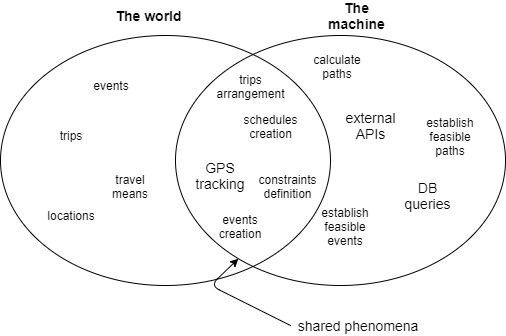 The world
The
machine
events
trips
travel
means
locations
trips
arrangement
schedules
creation
GPS
tracking
constraints
definition
events
creation
calculate
paths
external
APIs
establish
feasible
paths
DB
queries
establish
feasible
events
shared phenomena